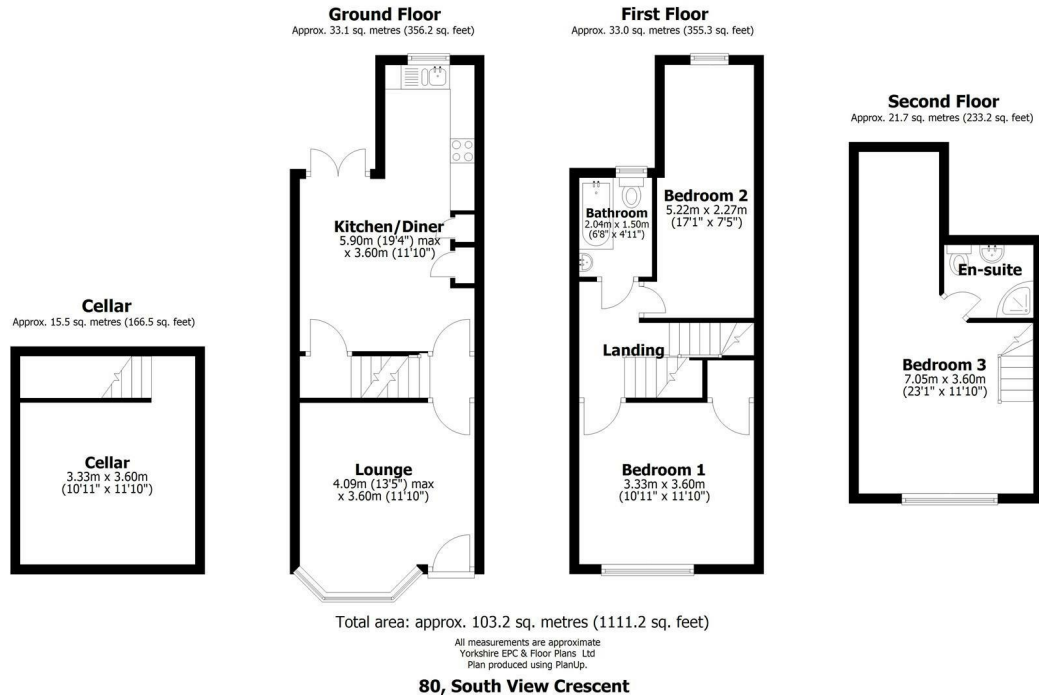 Ground Floor
Approx. 33.1 sq. metres (356.2 sq. feet)
First Floor
Approx. 33.0 sq. metres (355.3 sq. feet)
Second Floor
Approx. 21.7 sq. metres (233.2 sq. feet)
Cellar
Approx. 15.5 sq. metres (166.5 sq. feet)
Cellar
3.33m x 3.60m
(10'11" x 11'10")
Kitchen/Diner
5.90m (19'4") max
x 3.60m (11'10")
Lounge
4.09m (13'5") max
x 3.60m (11'10")
Bathroom
2.04m x 1.50m
(6'8" x 4'11")
Bedroom 2
5.22m x 2.27m
(17'1" x 7'5")
Landing
Bedroom 1
3.33m x 3.60m
(10'11" x 11'10")
En-suite
Bedroom 3
7.05m x 3.60m
(23'1" x 11'10")
Total area: approx. 103.2 sq. metres (1111.2 sq. feet)
All measurements are approximate
Yorkshire EPC & Floor Plans Ltd
Plan produced using PlanUp.
80, South View Crescent